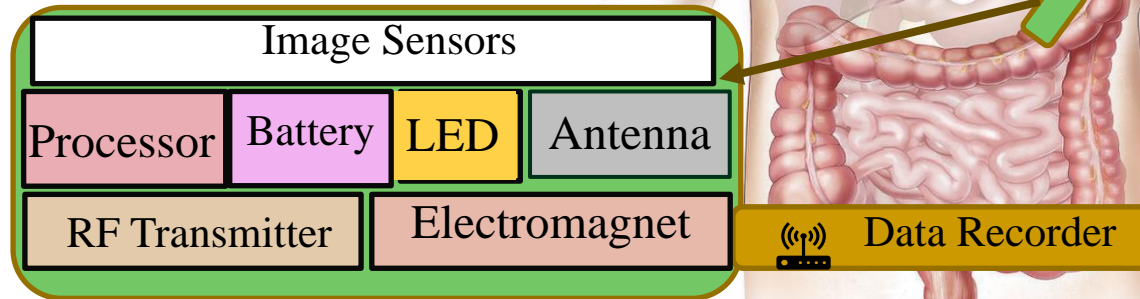 Image Sensors
Processor Battery LED Antenna
RF Transmitter Electromagnet
Data Recorder